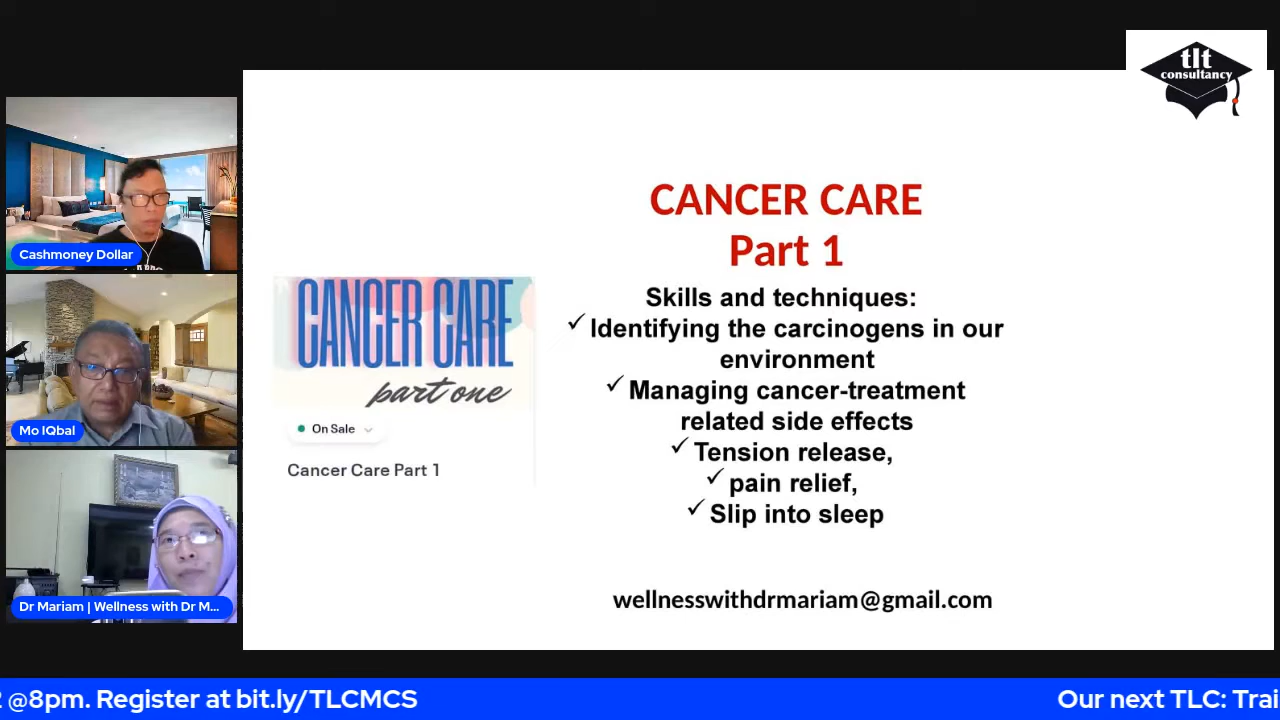 tlt
consultancy
Cashmoney Dollar
Mo IQbal
Dr Mariam | Wellness with Dr M...
CANCER CARE
part one
On Sale
Cancer Care Part 1
CANCER CARE
Part 1
Skills and techniques:
✓Identifying the carcinogens in our
environment
✓Managing cancer-treatment
related side effects
✓Tension release,
✓pain relief,
✓Slip into sleep
wellnesswithdrmariam@gmail.com
@8pm. Register at bit.ly/TLCMCS
Our next TLC: Trai